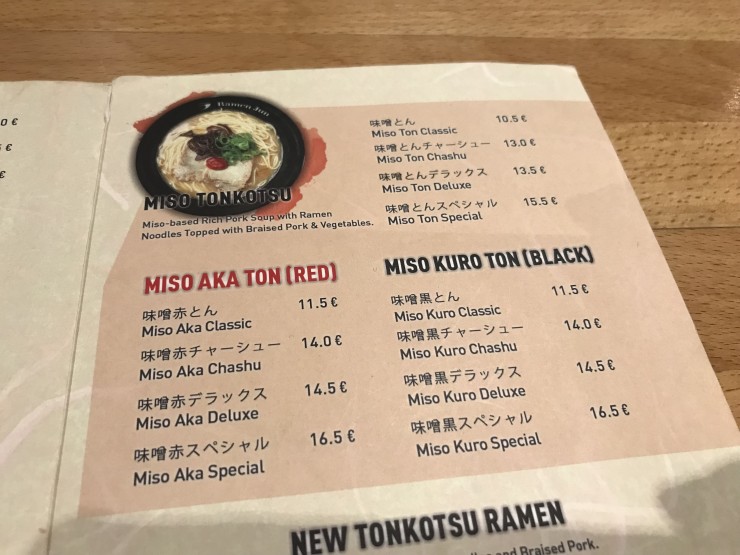 0 €
€
€
Ramen Jun
MISO TONKOTSU
Miso-based Rich Pork Soup with Ramen
Noodles Topped with Braised Pork & Vegetables.
味噌とん 10.5 €
Miso Ton Classic
味噌とんチャーシュー 13.0 €
Miso Ton Chashu
味噌とんデラックス 13.5 €
Miso Ton Deluxe
味噌とんスペシャル 15.5 €
Miso Ton Special
MISO AKA TON (RED)
味噌赤とん 11.5 €
Miso Aka Classic
味噌赤チャーシュー 14.0 €
Miso Aka Chashu
味噌赤デラックス 14.5 €
Miso Aka Deluxe
味噌赤スペシャル 16.5 €
Miso Aka Special
MISO KURO TON (BLACK)
味噌黒とん 11.5 €
Miso Kuro Classic
味噌黒チャーシュー 14.0 €
Miso Kuro Chashu
味噌黒デラックス 14.5 €
Miso Kuro Deluxe
味噌黒スペシャル 16.5 €
Miso Kuro Special
NEW TONKOTSU RAMEN
and Braised Pork.